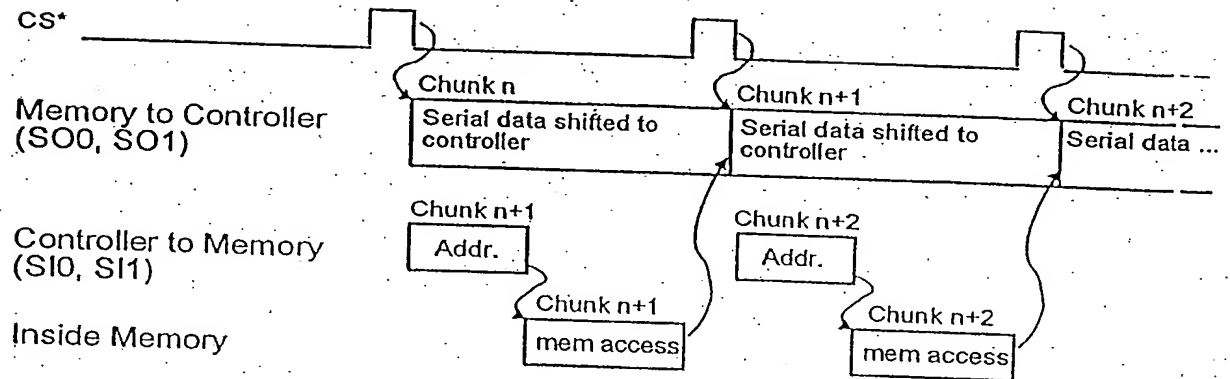 CS*
Chunk n
Chunk n+1
Chunk n+2
Memory to Controller
(SO0, SO1)
Serial data shifted to
controller
Serial data shifted to
controller
Serial data ...
Chunk n+1
Chunk n+2
Controller to Memory
(SI0, SI1)
Addr.
Addr.
Chunk n+1
Chunk n+2
Inside Memory
mem access
mem access